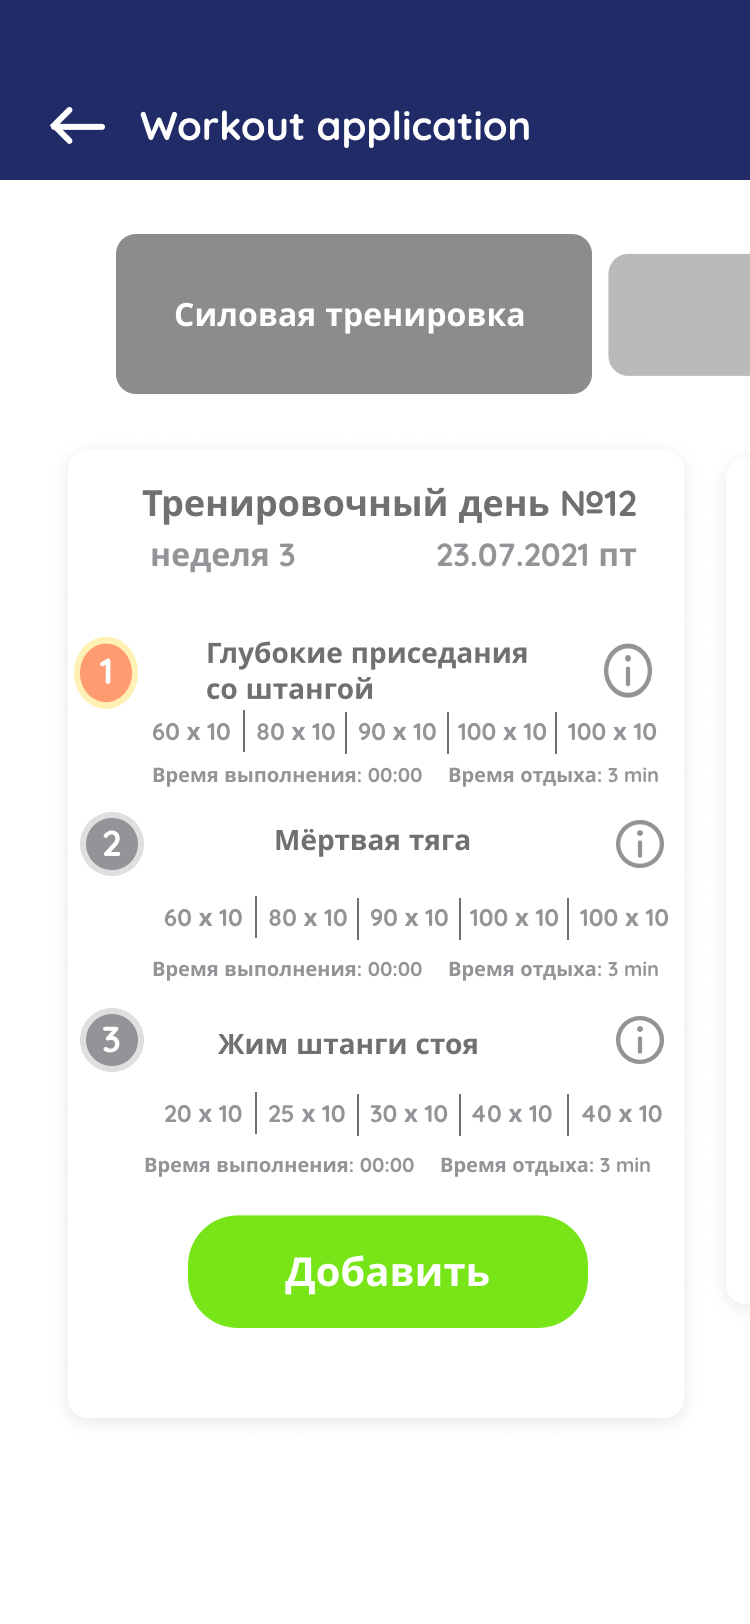 Workout application
Силовая тренировка
Тренировочный день №12
неделя 3 23.07.2021 пт
1 Глубокие приседания
со штангой
60 x 10 | 80 x 10 | 90 x 10 | 100 x 10 | 100 x 10
Время выполнения: 00:00 Время отдыха: 3 min
2 Мёртвая тяга
60 x 10 | 80 x 10 | 90 x 10 | 100 x 10 | 100 x 10
Время выполнения: 00:00 Время отдыха: 3 min
3 Жим штанги стоя
20 x 10 | 25 x 10 | 30 x 10 | 40 x 10 | 40 x 10
Время выполнения: 00:00 Время отдыха: 3 min
Добавить